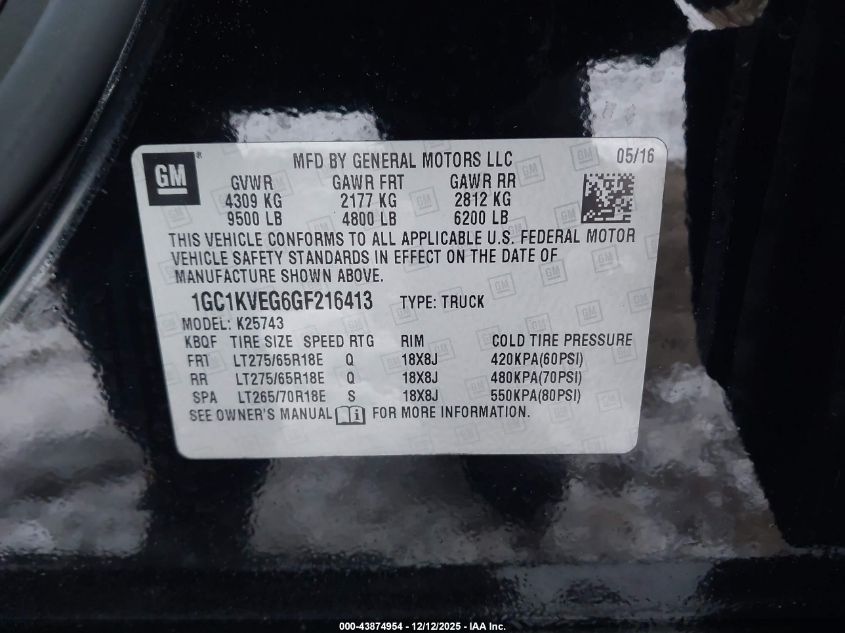 GM
MFD BY GENERAL MOTORS LLC 05/16
GVWR GAWR FRT GAWR RR
4309 KG 2177 KG 2812 KG
9500 LB 4800 LB 6200 LB
THIS VEHICLE CONFORMS TO ALL APPLICABLE U.S. FEDERAL MOTOR
VEHICLE SAFETY STANDARDS IN EFFECT ON THE DATE OF
MANUFACTURE SHOWN ABOVE.
1GC1KVEG6GF216413 TYPE: TRUCK
MODEL: K25743
KBQF TIRE SIZE SPEED RTG RIM COLD TIRE PRESSURE
FRT LT275/65R18E Q 18X8J 420KPA(60PSI)
RR LT275/65R18E Q 18X8J 480KPA(70PSI)
SPA LT265/70R18E S 18X8J 550KPA(80PSI)
SEE OWNER'S MANUAL i FOR MORE INFORMATION.
000-43874954 - 12/12/2025 - IAA Inc.